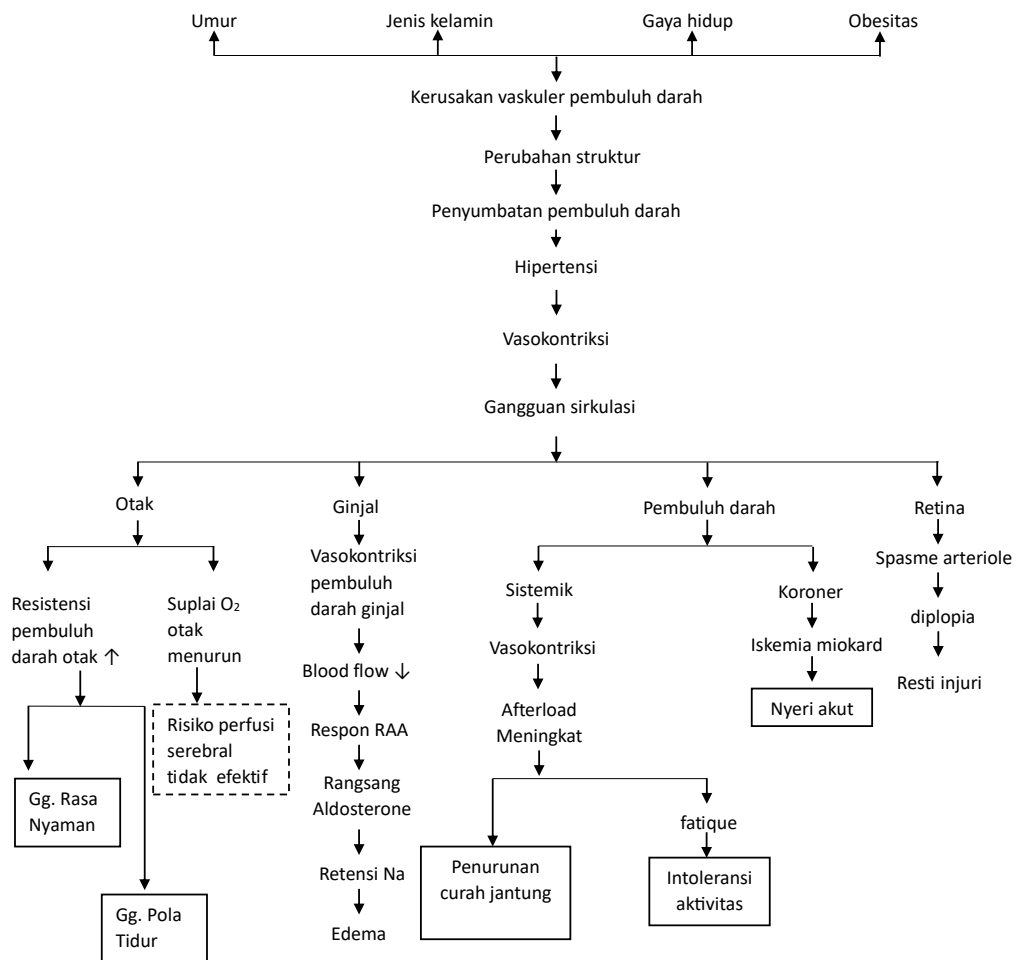 Umur
Jenis kelamin
Gaya hidup
Obesitas
Kerusakan vaskuler pembuluh darah
Perubahan struktur
Penyumbatan pembuluh darah
Hipertensi
Vasokontriksi
Gangguan sirkulasi
Otak
Ginjal
Pembuluh darah
Retina
Resistensi
pembuluh
darah otak ↑
Suplai O₂
otak
menurun
Vasokontriksi
pembuluh
darah ginjal
Sistemik
Koroner
Spasme arteriole
Vasokontriksi
Iskemia miokard
diplopia
Blood flow ↓
Nyeri akut
Resti injuri
Risiko perfusi
serebral
tidak efektif
Respon RAA
Afterload
Meningkat
Gg. Rasa
Nyaman
Rangsang
Aldosterone
fatique
Penurunan
curah jantung
Intoleransi
aktivitas
Retensi Na
Gg. Pola
Tidur
Edema